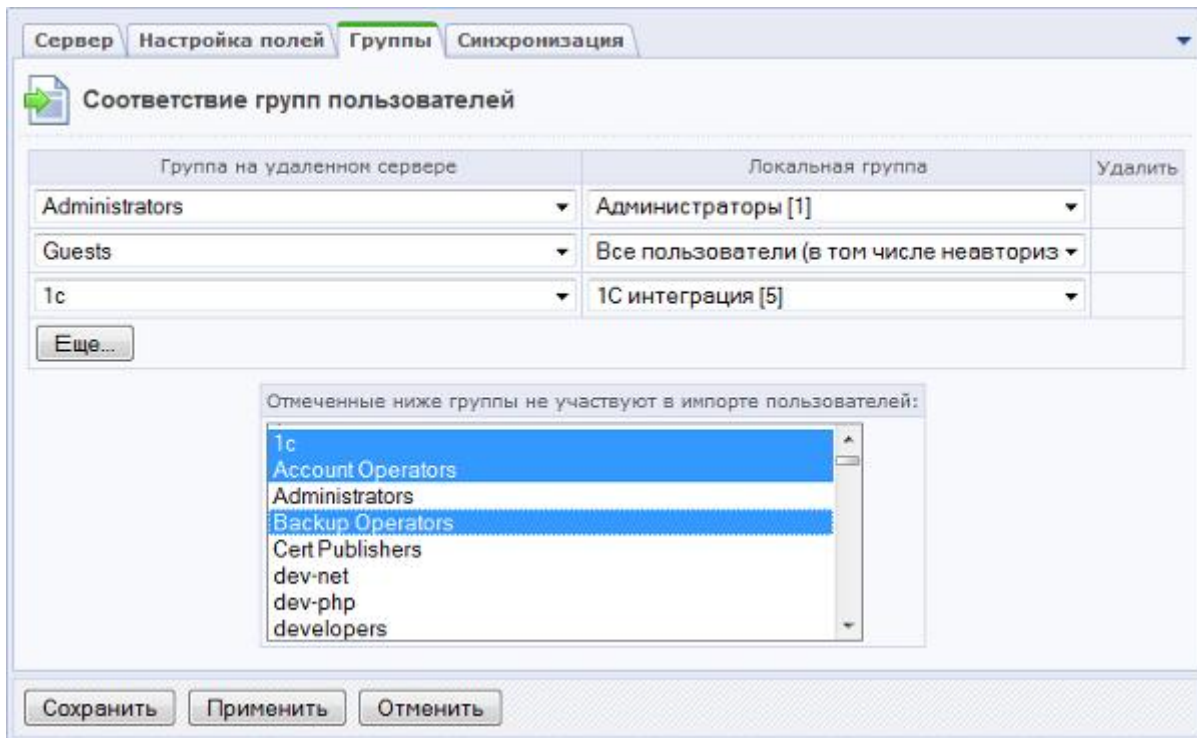 Сервер Настройка полей Группы Синхронизация
Соответствие групп пользователей
Группа на удаленном сервере Локальная группа Удалить
Administrators Администраторы [1]
Guests Все пользователи (в том числе неавториз
1c 1С интеграция [5]
Еще...
Отмеченные ниже группы не участвуют в импорте пользователей:
1c
Account Operators
Administrators
Backup Operators
Cert Publishers
dev-net
dev-php
developers
Сохранить Применить Отменить